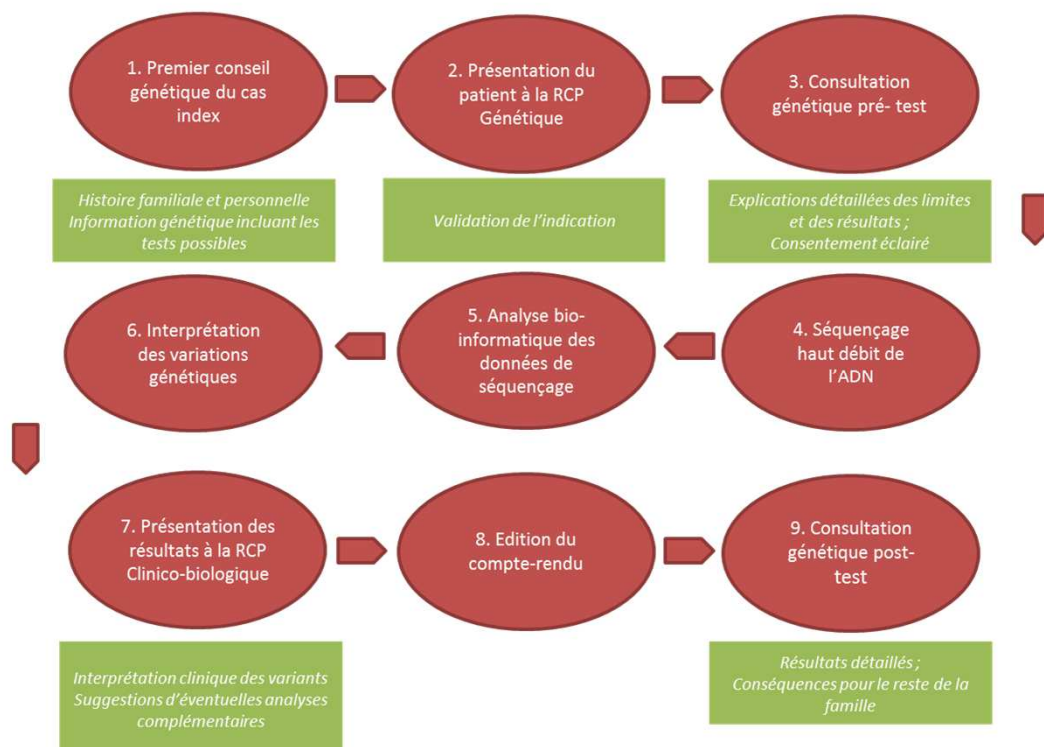 1. Premier conseil
génétique du cas
index
2. Présentation du
patient à la RCP
Génétique
3. Consultation
génétique pré- test
Histoire familiale et personnelle
Information génétique incluant les
tests possibles
Validation de l'indication
Explications détaillées des limites
et des résultats ;
Consentement éclairé
4. Séquençage
haut débit de
l'ADN
5. Analyse bio-
informatique des
données de
séquençage
6. Interprétation
des variations
génétiques
7. Présentation des
résultats à la RCP
Clinico-biologique
8. Edition du
compte-rendu
9. Consultation
génétique post-
test
Interprétation clinique des variants
Suggestions d'éventuelles analyses
complémentaires
Résultats détaillés ;
Conséquences pour le reste de la
famille